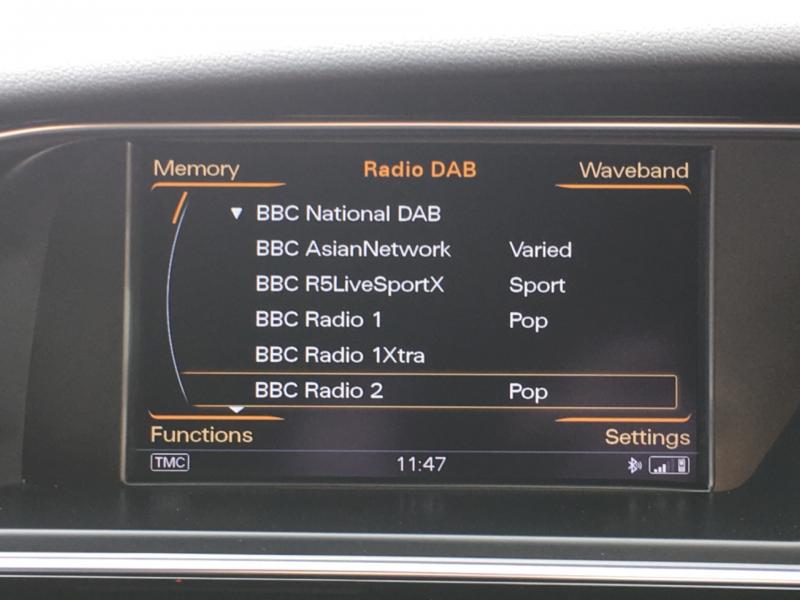 Memory Radio DAB Waveband
BBC National DAB
BBC AsianNetwork Varied
BBC R5LiveSportX Sport
BBC Radio 1 Pop
BBC Radio 1Xtra
BBC Radio 2 Pop
Functions Settings
TMC 11:47